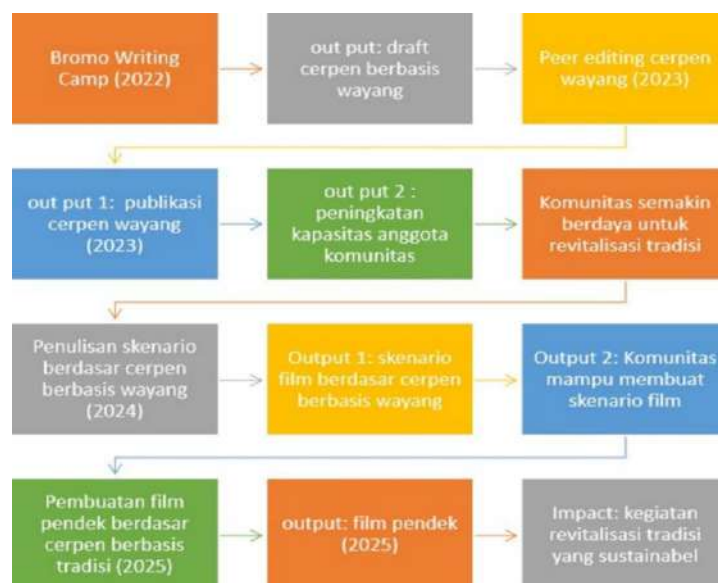 Bromo Writing
Camp (2022)
out put: draft
cerpen berbasis
wayang
Peer editing cerpen
wayang (2023)
out put 1:  publikasi
cerpen wayang
(2023)
out put 2 :
peningkatan
kapasitas anggota
komunitas
Komunitas semakin
berdaya untuk
revitalisasi tradisi
Penulisan skenario
berdasar cerpen
berbasis wayang
(2024)
Output 1: skenario
film berdasar cerpen
berbasis wayang
Output 2: Komunitas
mampu membuat
skenario film
Pembuatan film
pendek berdasar
cerpen berbasis
tradisi (2025)
output: film pendek
(2025)
Impact: kegiatan
revitalisasi tradisi
yang sustainabel